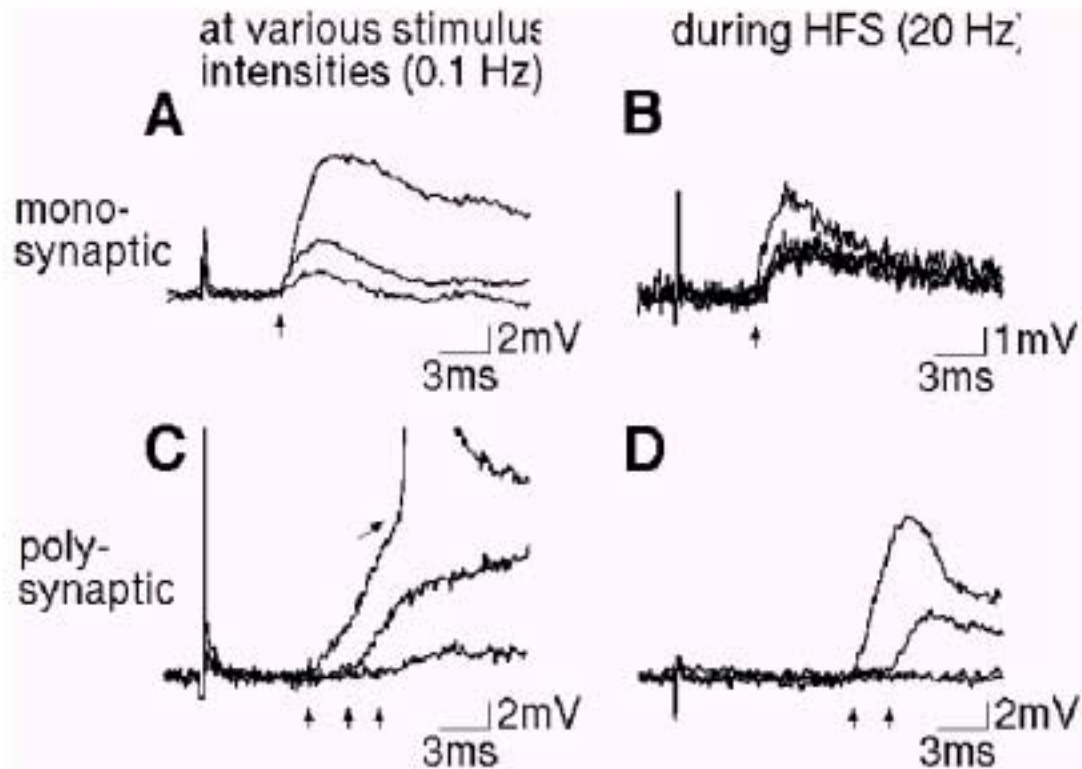 at various stimulus
intensities (0.1 Hz)
during HFS (20 Hz)
A
B
mono-
synaptic
2mV
3ms
1mV
3ms
C
D
poly-
synaptic
2mV
3ms
2mV
3ms